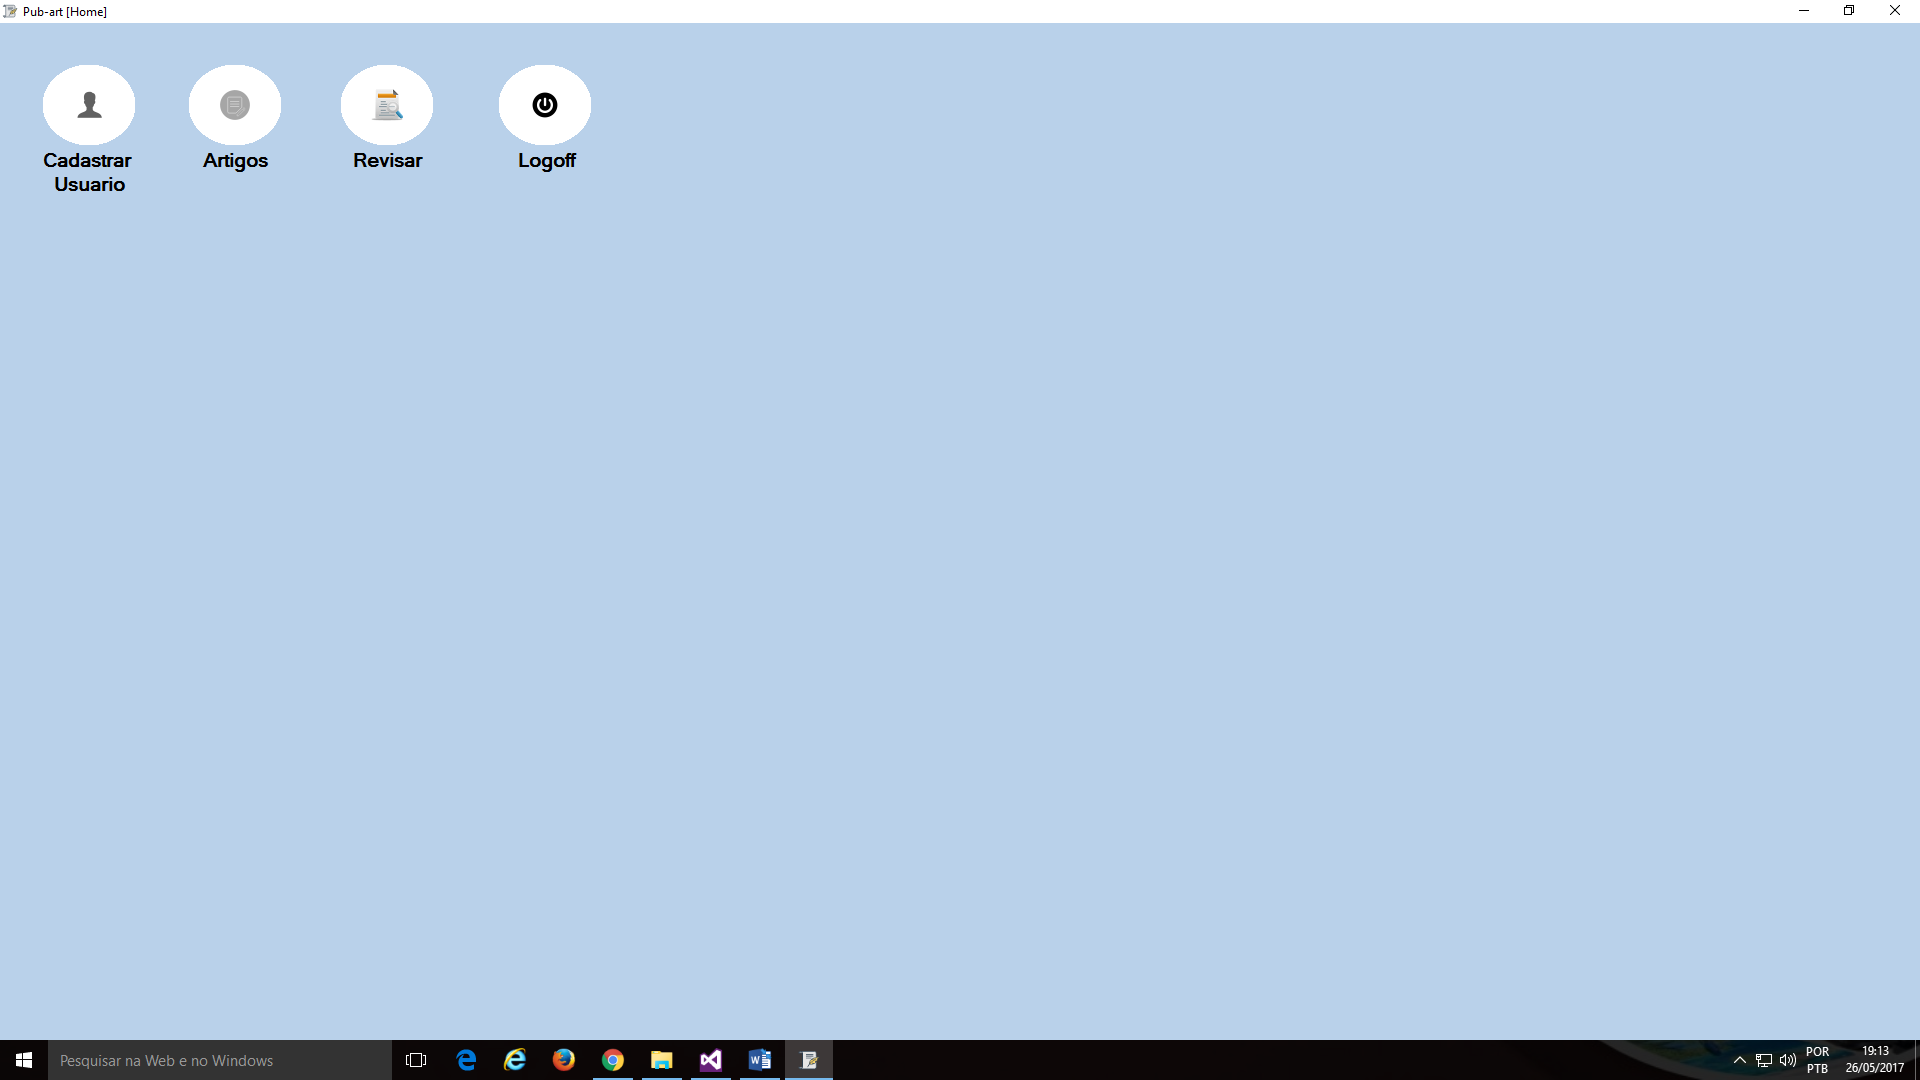 Pub-art [Home]
Cadastrar
Usuario
Artigos
Revisar
Logoff
Pesquisar na Web e no Windows
POR
PTB
19:13
26/05/2017